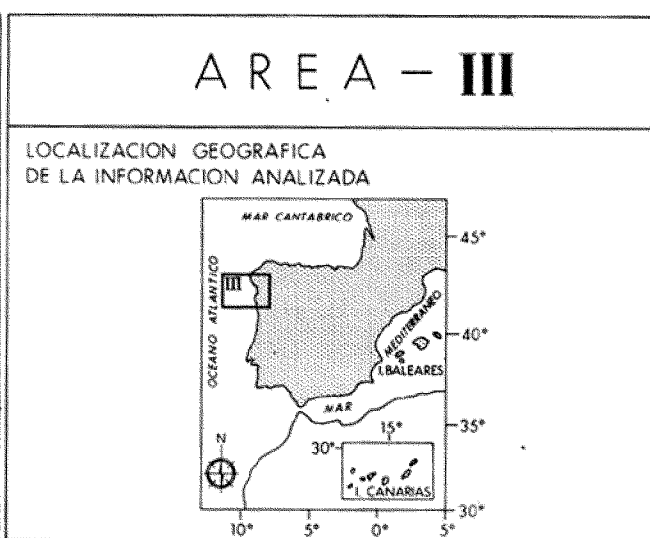 AREA - III
LOCALIZACION GEOGRAFICA
DE LA INFORMACION ANALIZADA
MAR CANTABRICO
45°
III
OCEANO ATLANTICO
MEDITERRANEO
40°
I.BALEARES
MAR
35°
N
15°
30°
I. CANARIAS
30°
10°
5°
0°
5°